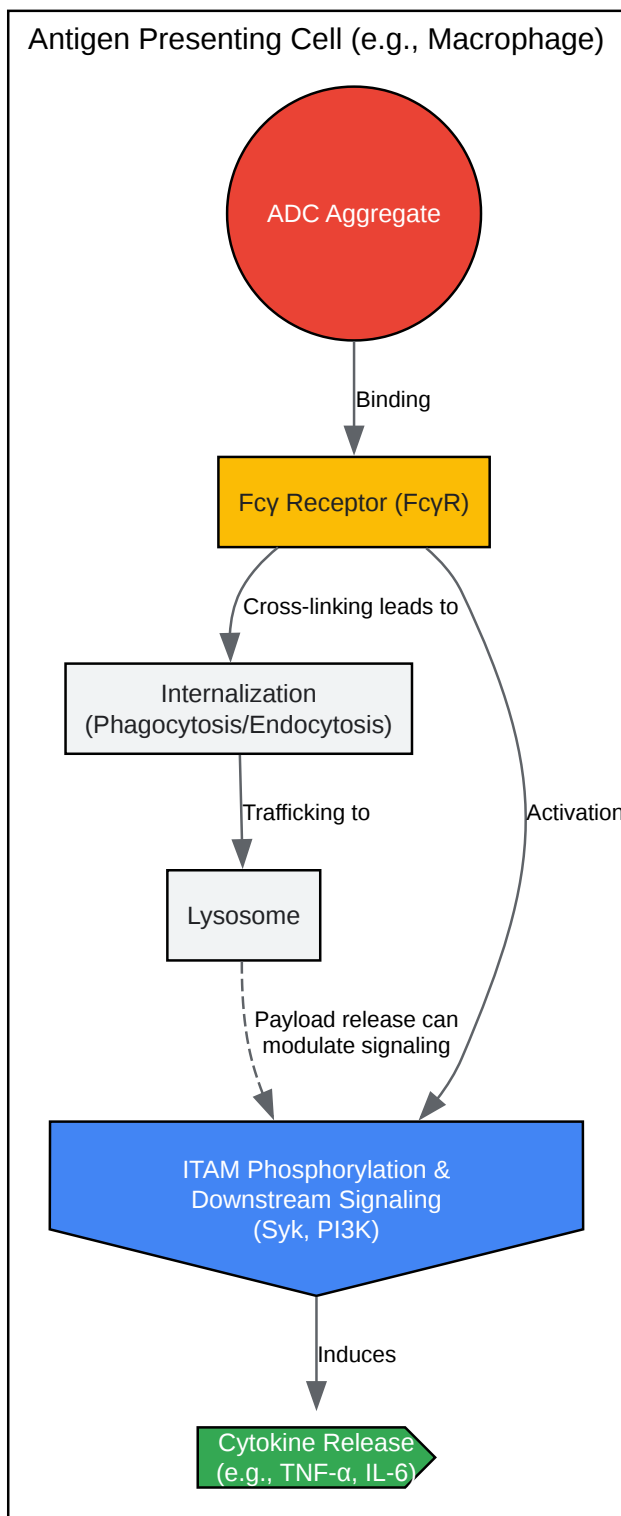 Antigen Presenting Cell (e.g., Macrophage)
ADC Aggregate
Binding
Fcγ Receptor (FcγR)
Cross-linking leads to
Internalization
(Phagocytosis/Endocytosis)
Trafficking to
Activation
Lysosome
Payload release can
modulate signaling
ITAM Phosphorylation &
Downstream Signaling
(Syk, PI3K)
Induces
Cytokine Release
(e.g., TNF-α, IL-6)